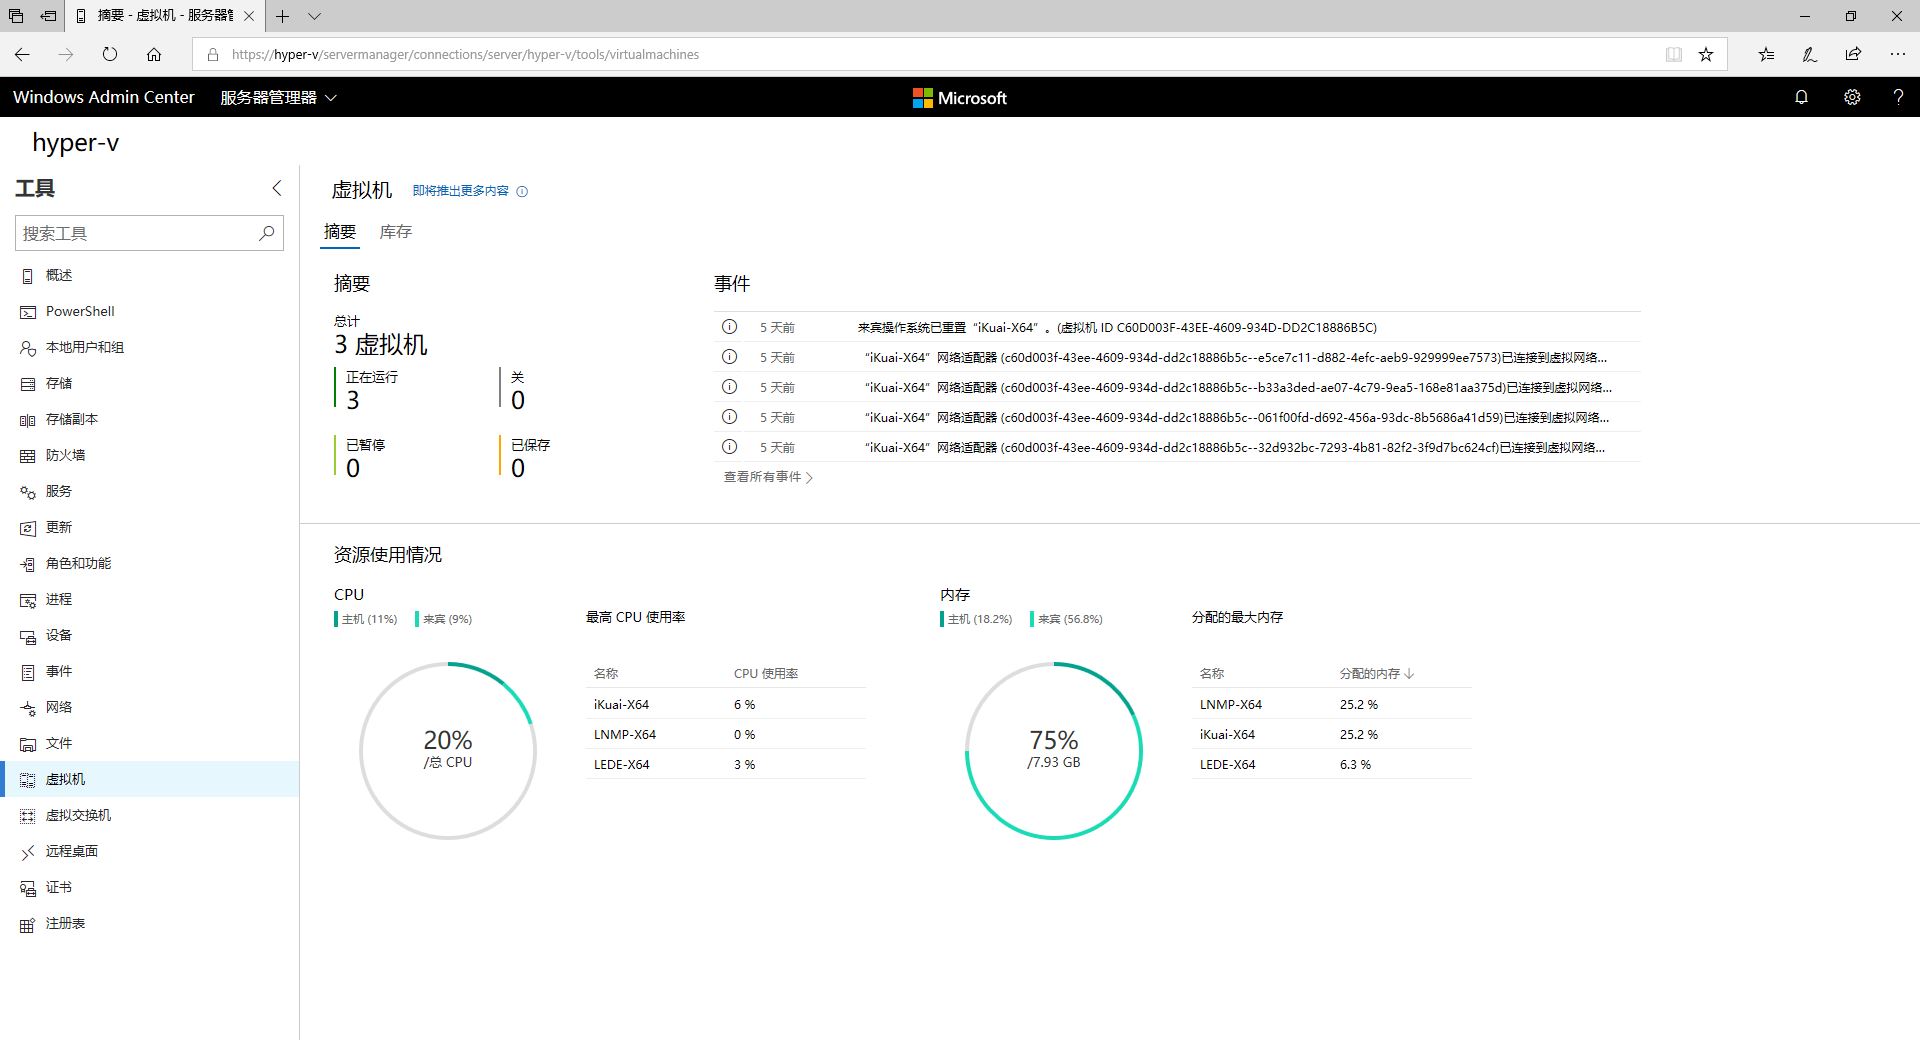 摘要 - 虚拟机 - 服务器管
https://hyper-v/servermanager/connections/server/hyper-v/tools/virtualmachines
Windows Admin Center 服务器管理器 Microsoft ?
hyper-v
工具
搜索工具
概述
PowerShell
本地用户和组
存储
存储副本
防火墙
服务
更新
角色和功能
进程
设备
事件
网络
文件
虚拟机
虚拟交换机
远程桌面
证书
注册表
虚拟机 即将推出更多内容
摘要 库存
摘要
总计
3 虚拟机
正在运行 关
3 0
已暂停 已保存
0 0
事件
5 天前 来宾操作系统已重置“iKuai-X64”。(虚拟机 ID C60D003F-43EE-4609-934D-DD2C18886B5C)
5 天前 “iKuai-X64”网络适配器 (c60d003f-43ee-4609-934d-dd2c18886b5c--e5ce7c11-d882-4efc-aeb9-929999ee7573)已连接到虚拟网络...
5 天前 “iKuai-X64”网络适配器 (c60d003f-43ee-4609-934d-dd2c18886b5c--b33a3ded-ae07-4c79-9ea5-168e81aa375d)已连接到虚拟网络...
5 天前 “iKuai-X64”网络适配器 (c60d003f-43ee-4609-934d-dd2c18886b5c--061f00fd-d692-456a-93dc-8b5686a41d59)已连接到虚拟网络...
5 天前 “iKuai-X64”网络适配器 (c60d003f-43ee-4609-934d-dd2c18886b5c--32d932bc-7293-4b81-82f2-3f9d7bc624cf)已连接到虚拟网络...
查看所有事件
资源使用情况
CPU
主机 (11%) 来宾 (9%)
20%
/总 CPU
最高 CPU 使用率
名称 CPU 使用率
iKuai-X64 6 %
LNMP-X64 0 %
LEDE-X64 3 %
内存
主机 (18.2%) 来宾 (56.8%)
75%
/7.93 GB
分配的最大内存
名称 分配的内存
LNMP-X64 25.2 %
iKuai-X64 25.2 %
LEDE-X64 6.3 %